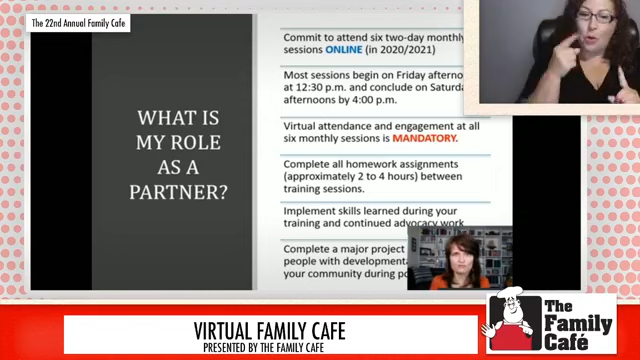 The 22nd Annual Family Cafe
WHAT IS
MY ROLE
AS A
PARTNER?
Commit to attend six two-day monthly
sessions ONLINE (in 2020/2021)
Most sessions begin on Friday afterno
at 12:30 p.m. and conclude on Saturda
afternoons by 4:00 p.m.
Virtual attendance and engagement at all
six monthly sessions is MANDATORY.
Complete all homework assignments
(approximately 2 to 4 hours) between
training sessions.
Implement skills learned during your
training and continued advocacy work
Complete a major project
people with developmenta
your community during po
VIRTUAL FAMILY CAFE
PRESENTED BY THE FAMILY CAFE
The
Family
Café